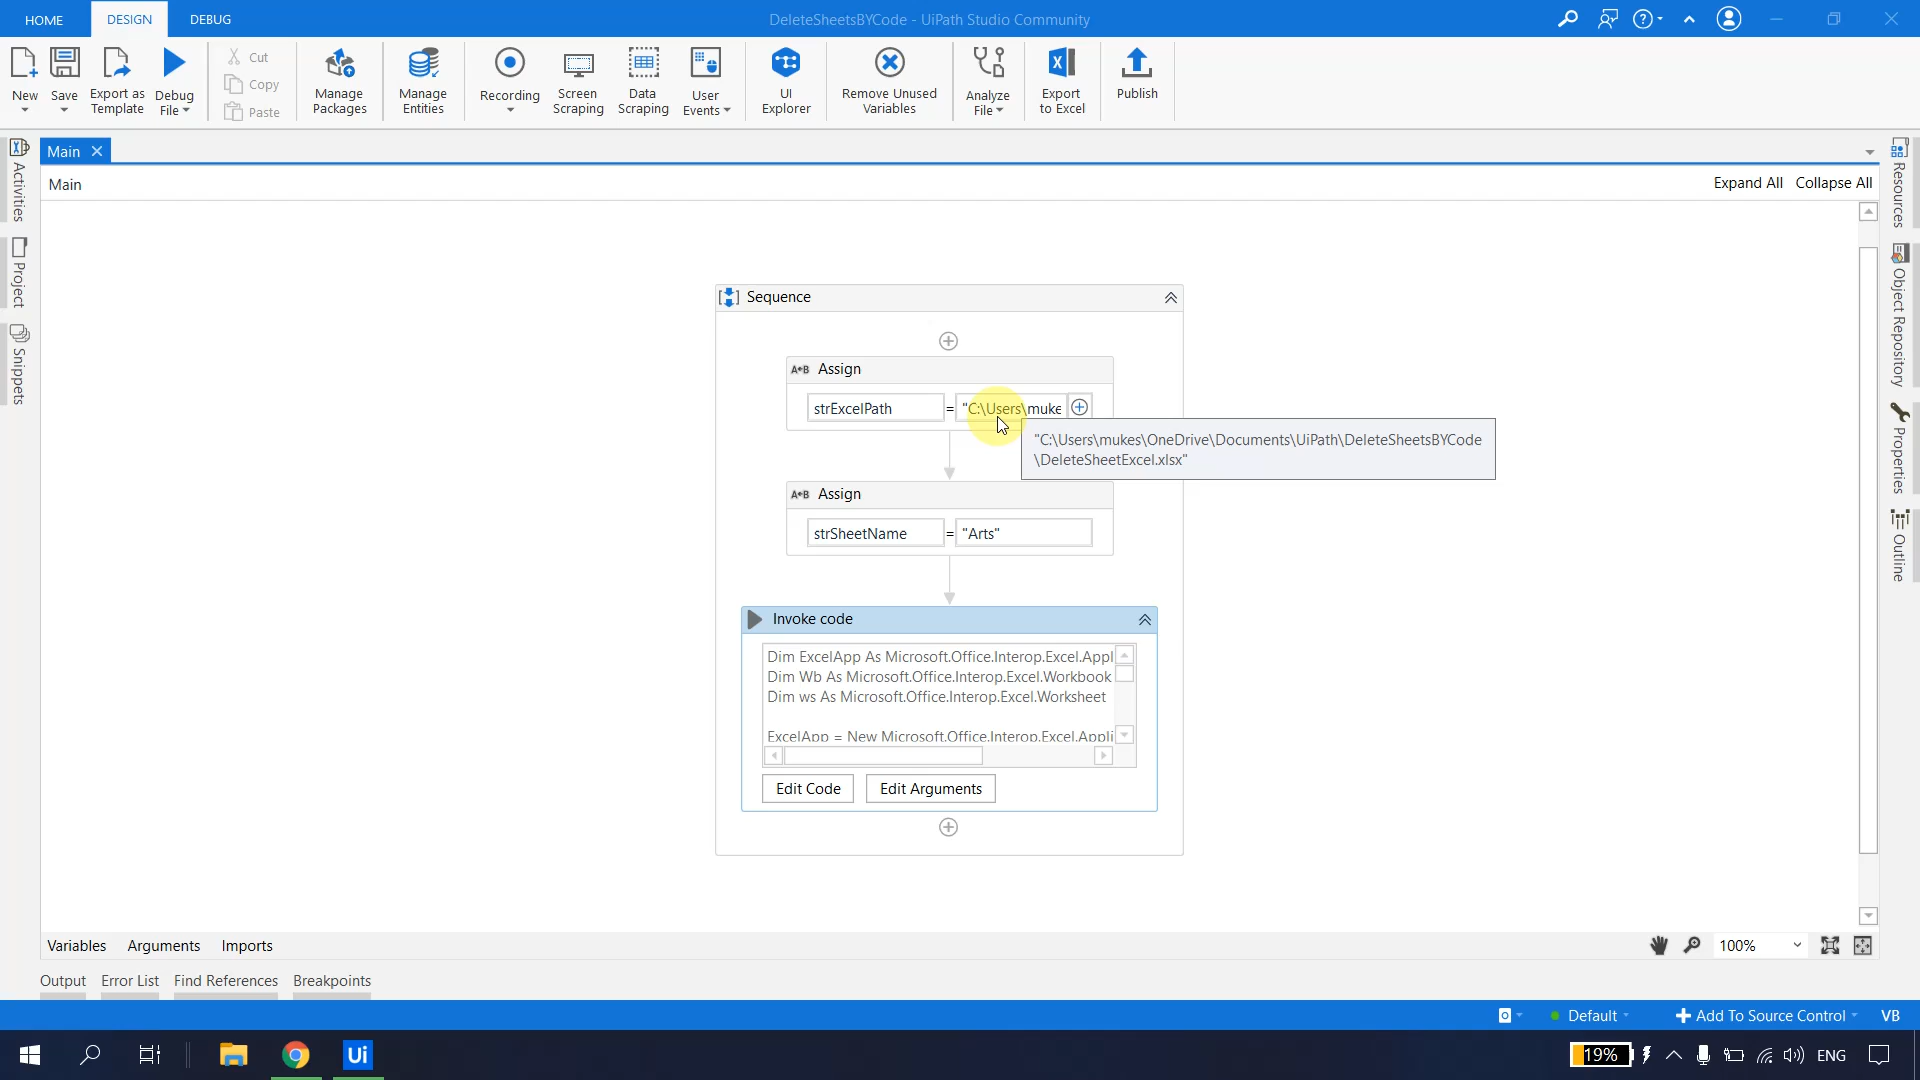 HOME DESIGN DEBUG DeleteSheetsBYCode - UiPath Studio Community
New
Save
Export as
Template
Debug
File
Cut
Copy
Paste
Manage
Packages
Manage
Entities
Recording
Screen
Scraping
Data
Scraping
User
Events
UI
Explorer
Remove Unused
Variables
Analyze
File
Export
to Excel
Publish
Main
Main Expand All Collapse All
Activities
Project
Snippets
Resources
Object Repository
Properties
Outline
Sequence
A+B Assign
strExcelPath = "C:\Users\muke
"C:\Users\mukes\OneDrive\Documents\UiPath\DeleteSheetsBYCode
\DeleteSheetExcel.xlsx"
A+B Assign
strSheetName = "Arts"
Invoke code
Dim ExcelApp As Microsoft.Office.Interop.Excel.Appl
Dim Wb As Microsoft.Office.Interop.Excel.Workbook
Dim ws As Microsoft.Office.Interop.Excel.Worksheet
ExcelApp = New Microsoft.Office.Interop.Excel.Appli
Edit Code Edit Arguments
Variables Arguments Imports 100%
Output Error List Find References Breakpoints
Default Add To Source Control VB
Ui 19% ENG